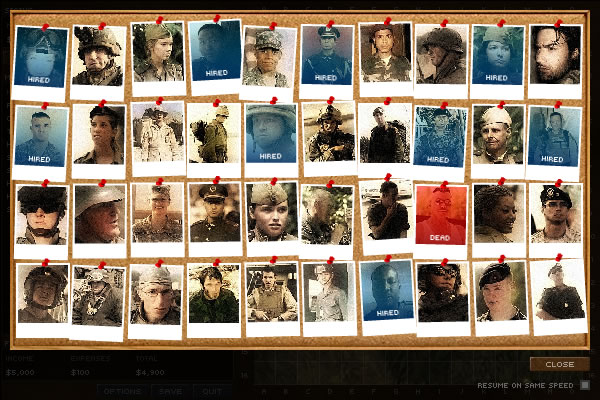 HIRED HIRED HIRED HIRED
HIRED HIRED HIRED HIRED
DEAD
HIRED
CLOSE
INCOME EXPENSES TOTAL
$5,000 $100 $4,900
RESUME ON SAME SPEED
OPTIONS SAVE QUIT